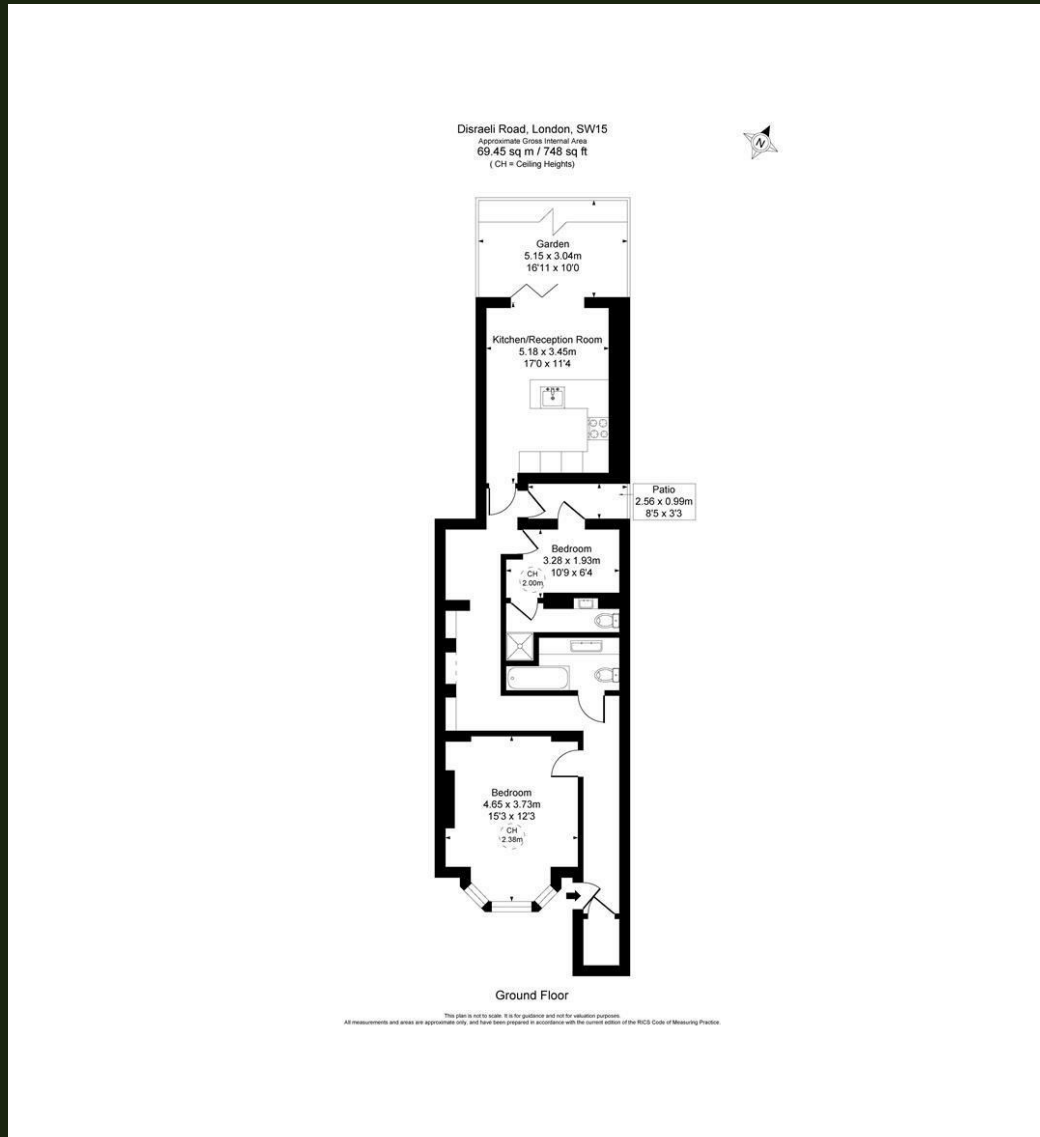 Disraeli Road, London, SW15
Approximate Gross Internal Area
69.45 sq m / 748 sq ft
( CH = Ceiling Heights)
N
Garden
5.15 x 3.04m
16'11 x 10'0
Kitchen/Reception Room
5.18 x 3.45m
17'0 x 11'4
Patio
2.56 x 0.99m
8'5 x 3'3
Bedroom
3.28 x 1.93m
10'9 x 6'4
CH
2.00m
Bedroom
4.65 x 3.73m
15'3 x 12'3
CH
2.38m
Ground Floor
This plan is not to scale. It is for guidance and not for valuation purposes.
All measurements and areas are approximate only, and have been prepared in accordance with the current edition of the RICS Code of Measuring Practice.